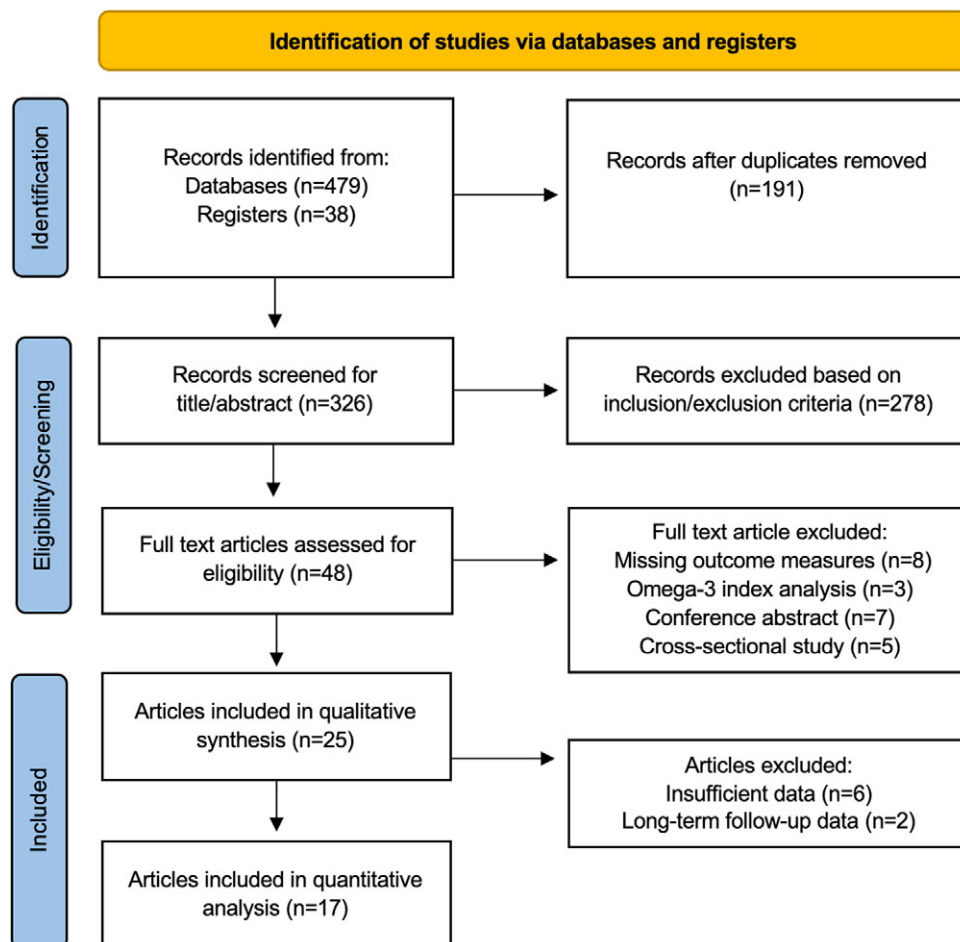 Identification of studies via databases and registers
Identification
Records identified from:
Databases (n=479)
Registers (n=38)
Records after duplicates removed
(n=191)
Eligibility/Screening
Records screened for
title/abstract (n=326)
Records excluded based on
inclusion/exclusion criteria (n=278)
Full text articles assessed for
eligibility (n=48)
Full text article excluded:
Missing outcome measures (n=8)
Omega-3 index analysis (n=3)
Conference abstract (n=7)
Cross-sectional study (n=5)
Included
Articles included in qualitative
synthesis (n=25)
Articles excluded:
Insufficient data (n=6)
Long-term follow-up data (n=2)
Articles included in quantitative
analysis (n=17)